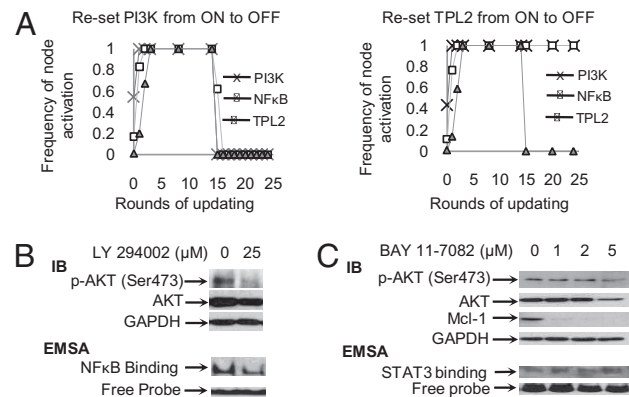 A
Re-set PI3K from ON to OFF
Frequency of node activation
1
0.8
0.6
0.4
0.2
0
PI3K
NFκB
TPL2
0 5 10 15 20 25
Rounds of updating
Re-set TPL2 from ON to OFF
Frequency of node activation
1
0.8
0.6
0.4
0.2
0
PI3K
NFκB
TPL2
0 5 10 15 20 25
Rounds of updating
B
LY 294002 (μM) 0 25
IB
p-AKT (Ser473)
AKT
GAPDH
EMSA
NFκB Binding
Free Probe
C
BAY 11-7082 (μM) 0 1 2 5
IB
p-AKT (Ser473)
AKT
Mcl-1
GAPDH
EMSA
STAT3 binding
Free probe